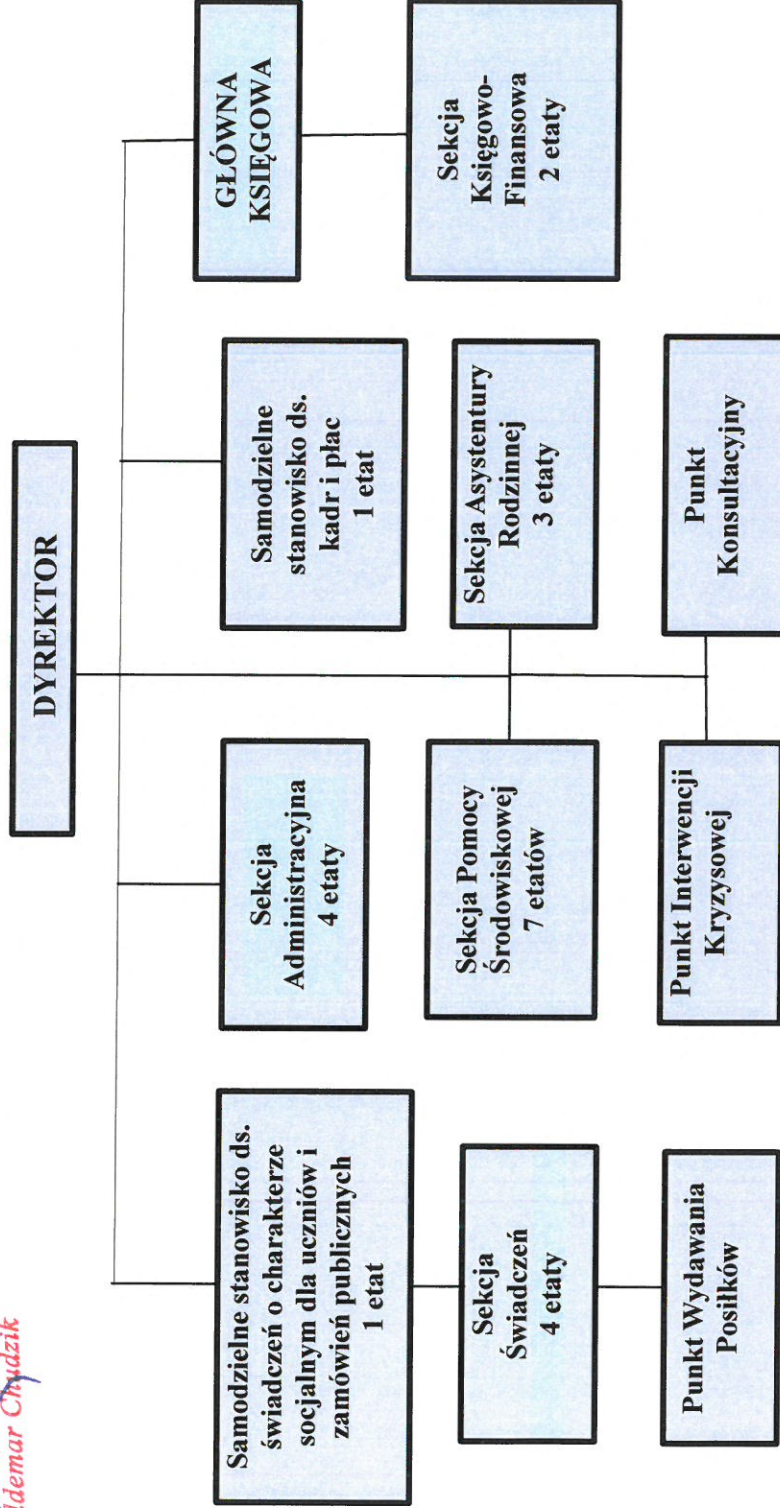 Chudzik
DYREKTOR
Samodzielne stanowisko ds.
świadczeń o charakterze
socjalnym dla uczniów i
zamówień publicznych
1 etat
Sekcja
Administracyjna
4 etaty
Samodzielne
stanowisko ds.
kadr i płac
1 etat
GŁÓWNA
KSIĘGOWA
Sekcja
Świadczeń
4 etaty
Sekcja Pomocy
Środowiskowej
7 etatów
Sekcja Asystentury
Rodzinnej
3 etaty
Sekcja
Księgowo-
Finansowa
2 etaty
Punkt Wydawania
Posiłków
Punkt Interwencji
Kryzysowej
Punkt
Konsultacyjny